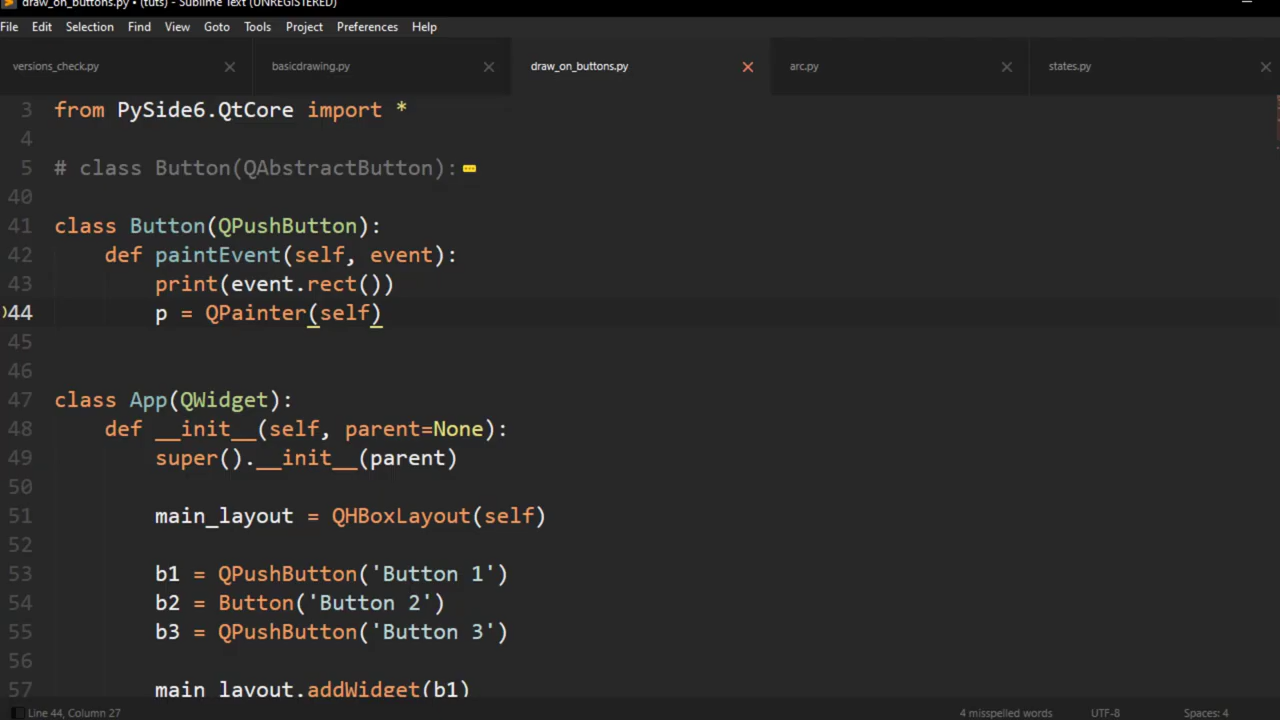 draw_on_buttons.py • (tuts) - Sublime Text (UNREGISTERED)
File Edit Selection Find View Goto Tools Project Preferences Help
versions_check.py basicdrawing.py draw_on_buttons.py arc.py states.py
3 from PySide6.QtCore import *
4
5 # class Button(QAbstractButton):
40
41 class Button(QPushButton):
42     def paintEvent(self, event):
43         print(event.rect())
44         p = QPainter(self)
45
46
47 class App(QWidget):
48     def __init__(self, parent=None):
49         super().__init__(parent)
50
51         main_layout = QHBoxLayout(self)
52
53         b1 = QPushButton('Button 1')
54         b2 = Button('Button 2')
55         b3 = QPushButton('Button 3')
56
57         main_layout.addWidget(b1)
Line 44, Column 27 4 misspelled words UTF-8 Spaces: 4